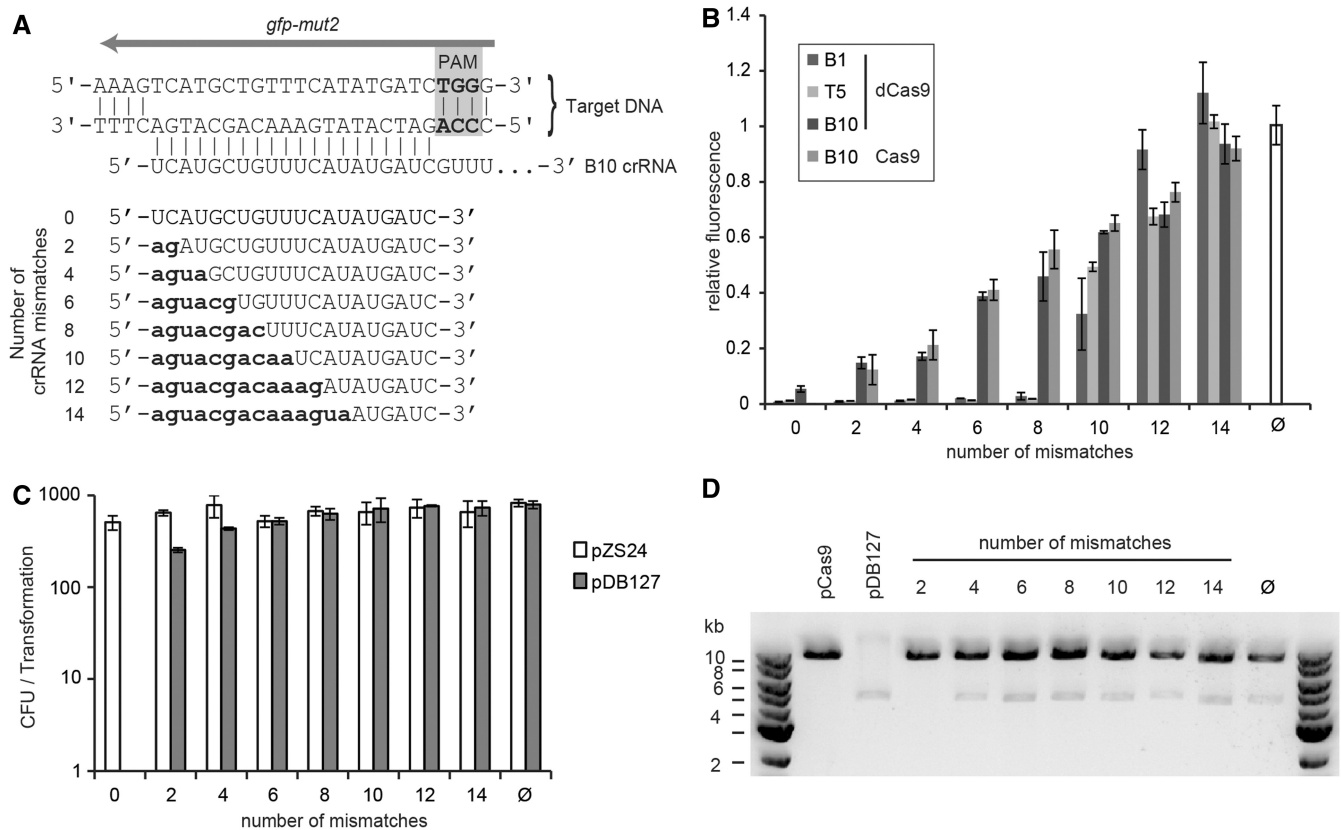 A
gfp-mut2
PAM
5'-AAAGTCATGCTGTTTCATATGATCTGGG-3'
Target DNA
3'-TTTCAGTACGACAAAGTATACTAGACCC-5'
5'-UCAUGCUGUUUCAUAUGAUCGUUU...-3' B10 crRNA
Number of crRNA mismatches
0 5'-UCAUGCUGUUUCAUAUGAUC-3'
2 5'-agAUGCUGUUUCAUAUGAUC-3'
4 5'-aguaGCUGUUUCAUAUGAUC-3'
6 5'-aguacgUGUUUCAUAUGAUC-3'
8 5'-aguacgacUUUCAUAUGAUC-3'
10 5'-aguacgacaaUCAUAUGAUC-3'
12 5'-aguacgacaaagAUAUGAUC-3'
14 5'-aguacgacaaaguaAUGAUC-3'
B
relative fluorescence
1.4
1.2
1
0.8
0.6
0.4
0.2
0
B1
T5 dCas9
B10
B10 Cas9
0 2 4 6 8 10 12 14 Ø
number of mismatches
C
CFU / Transformation
1000
100
10
1
pZS24
pDB127
0 2 4 6 8 10 12 14 Ø
number of mismatches
D
pCas9 pDB127
number of mismatches
2 4 6 8 10 12 14 Ø
kb
10
8
6
4
2